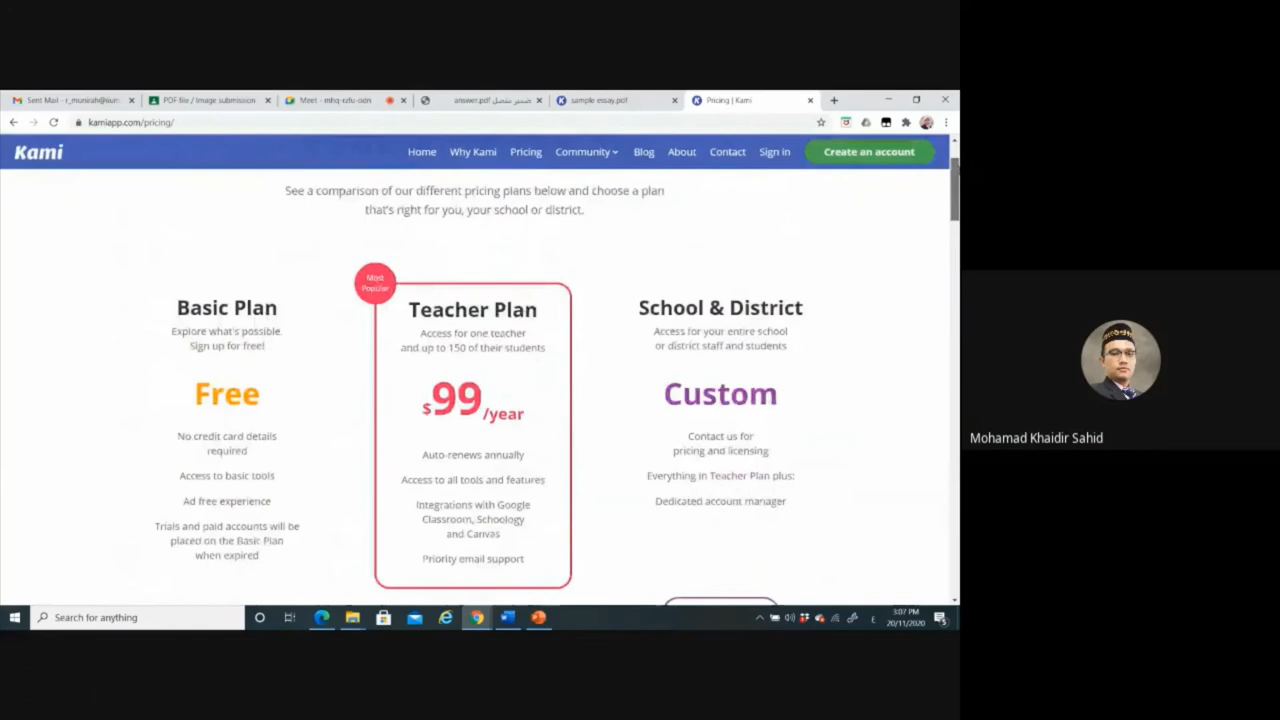 Sent Mail - r_munirah@iium
PDF file / Image submission
Meet - mhq-rzfu-
answer.pdf ضمير منفصل
sample essay.pdf
Pricing | Kami
kamiapp.com/pricing/
Kami
Home
Why Kami
Pricing
Community
Blog
About
Contact
Sign in
Create an account
See a comparison of our different pricing plans below and choose a plan
that's right for you, your school or district.
Basic Plan
Explore what's possible.
Sign up for free!
Free
No credit card details
required
Access to basic tools
Ad free experience
Trials and paid accounts will be
placed on the Basic Plan
when expired
Most
Popular
Teacher Plan
Access for one teacher
and up to 150 of their students
$99/year
Auto-renews annually
Access to all tools and features
Integrations with Google
Classroom, Schoology
and Canvas
Priority email support
School & District
Access for your entire school
or district staff and students
Custom
Contact us for
pricing and licensing
Everything in Teacher Plan plus:
Dedicated account manager
Mohamad Khaidir Sahid
Search for anything
3:07 PM
20/11/2020